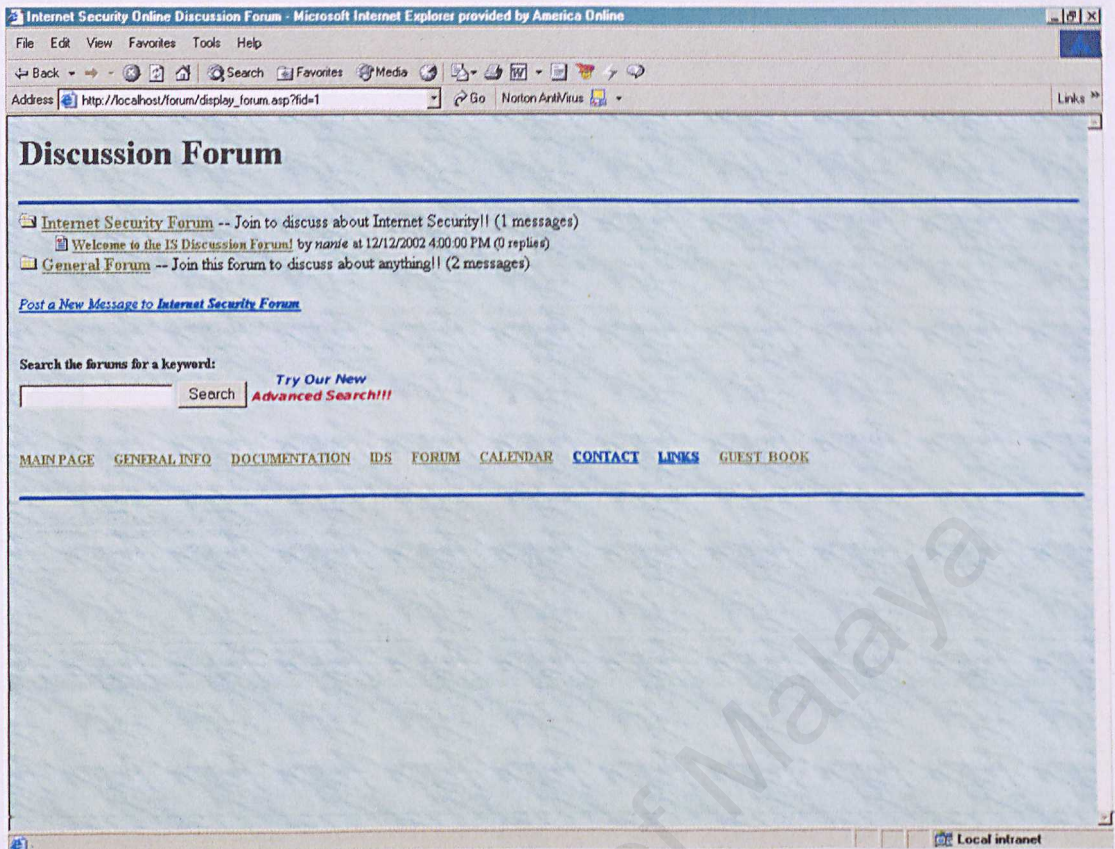 Internet Security Online Discussion Forum - Microsoft Internet Explorer provided by America Online
File Edit View Favorites Tools Help
Back Search Favorites Media
Address http://localhost/forum/display_forum.asp?fid=1 Go Norton AntiVirus Links »
Discussion Forum
Internet Security Forum -- Join to discuss about Internet Security!! (1 messages)
Welcome to the IS Discussion Forum! by nanie at 12/12/2002 4:00:00 PM (0 replies)
General Forum -- Join this forum to discuss about anything!! (2 messages)
Post a New Message to Internet Security Forum
Search the forums for a keyword:
Search Try Our New
Advanced Search!!!
MAIN PAGE GENERAL INFO DOCUMENTATION IDS FORUM CALENDAR CONTACT LINKS GUEST BOOK
of Malaya
Local intranet